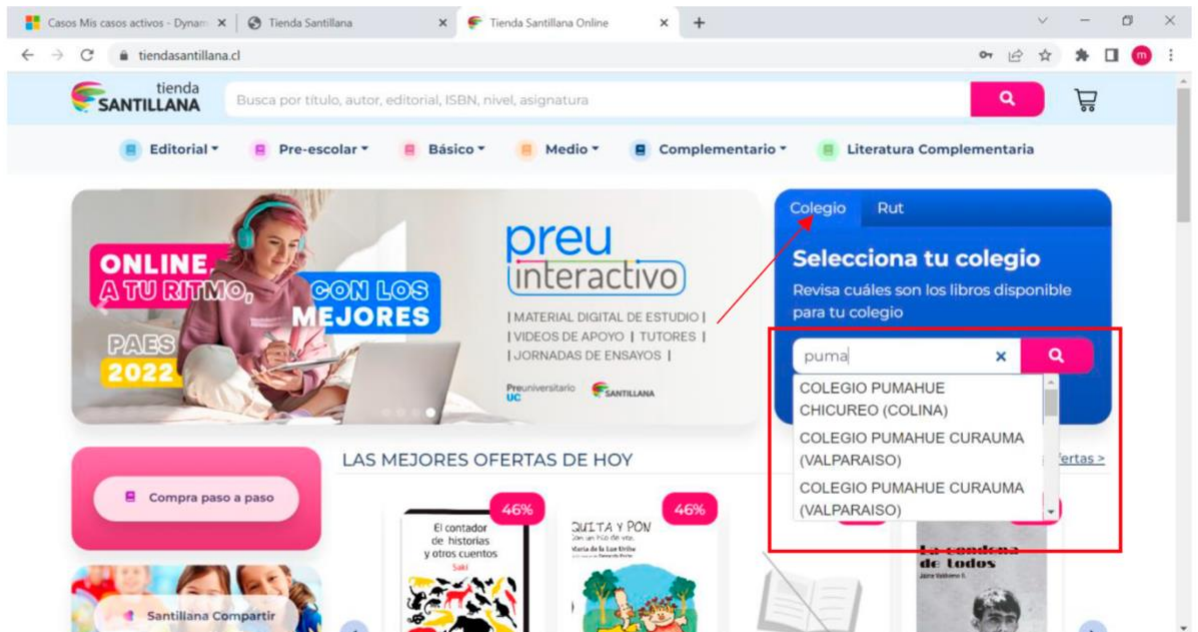 Casos Mis casos activos - Dynam
Tienda Santillana
Tienda Santillana Online
tiendasantillana.cl
m
tienda
SANTILLANA
Busca por título, autor, editorial, ISBN, nivel, asignatura
Editorial
Pre-escolar
Básico
Medio
Complementario
Literatura Complementaria
ONLINE,
A TU RITMO,
CON LOS
MEJORES
PAES
2022
preu
interactivo
| MATERIAL DIGITAL DE ESTUDIO |
| VIDEOS DE APOYO | TUTORES |
| JORNADAS DE ENSAYOS |
Preuniversitario
UC
SANTILLANA
Colegio
Rut
Selecciona tu colegio
Revisa cuáles son los libros disponible
para tu colegio
puma
COLEGIO PUMAHUE
CHICUREO (COLINA)
COLEGIO PUMAHUE CURAUMA
(VALPARAISO)
COLEGIO PUMAHUE CURAUMA
(VALPARAISO)
LAS MEJORES OFERTAS DE HOY
fertas >
Compra paso a paso
Santillana Compartir
46%
El contador
de historias
y otros cuentos
Saki
46%
QUITA Y PON
María de la Luz Uribe
La condena
de todos